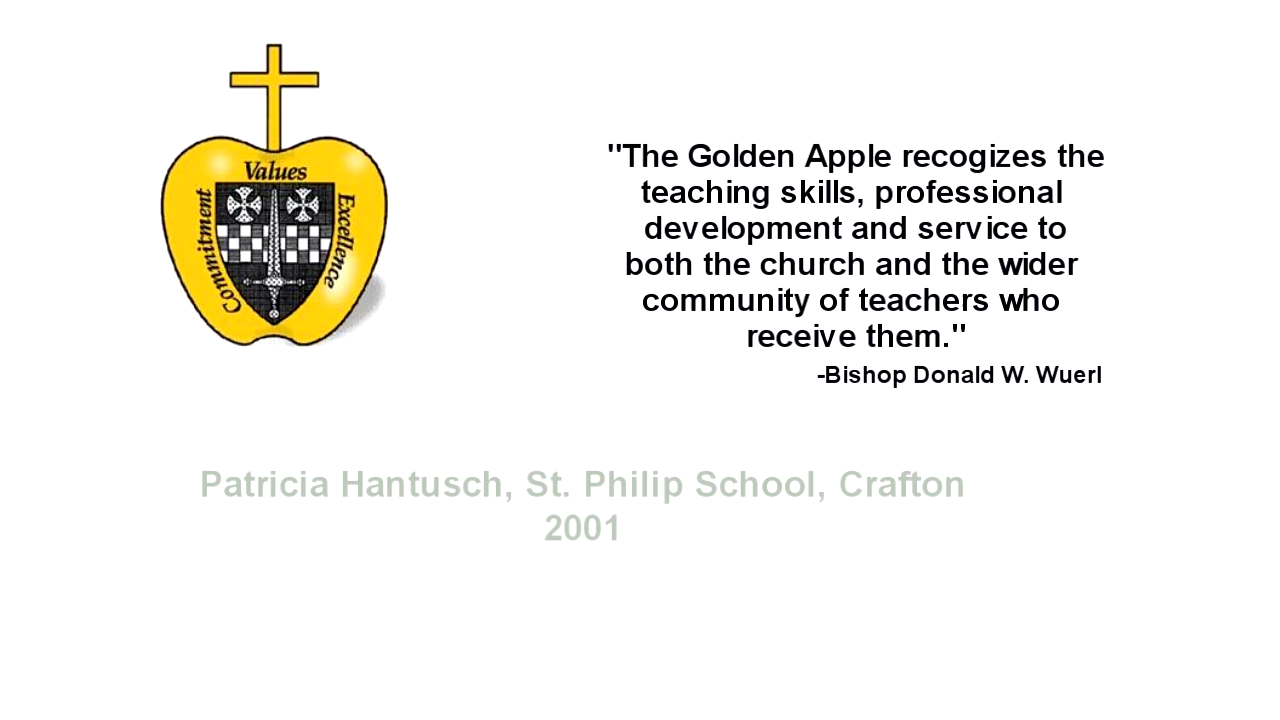 Values
Commitment
Excellence
"The Golden Apple recogizes the
teaching skills, professional
development and service to
both the church and the wider
community of teachers who
receive them."
-Bishop Donald W. Wuerl
Patricia Hantusch, St. Philip School, Crafton
2001